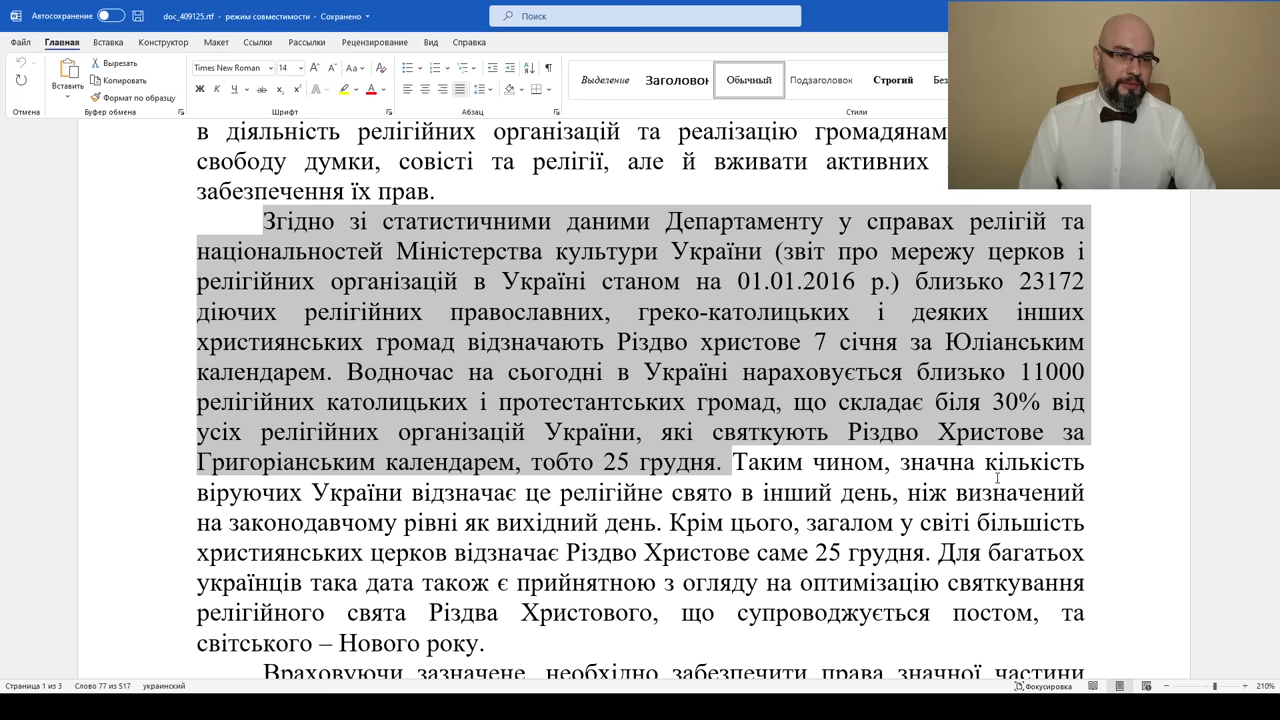 Автосохранение
doc_409125.rtf - режим совместимости - Сохранено
Поиск
Файл Главная Вставка Конструктор Макет Ссылки Рассылки Рецензирование Вид Справка
Вставить
Вырезать
Копировать
Формат по образцу
Times New Roman 14
Выделение
Заголовок
Обычный
Подзаголовок
Строгий
Отмена Буфер обмена Шрифт Абзац Стили
в діяльність релігійних організацій та реалізацію громадянам
свободу думки, совісті та релігії, але й вживати активних
забезпечення їх прав.
Згідно зі статистичними даними Департаменту у справах релігій та
національностей Міністерства культури України (звіт про мережу церков і
релігійних організацій в Україні станом на 01.01.2016 р.) близько 23172
діючих релігійних православних, греко-католицьких і деяких інших
християнських громад відзначають Різдво христове 7 січня за Юліанським
календарем. Водночас на сьогодні в Україні нараховується близько 11000
релігійних католицьких і протестантських громад, що складає біля 30% від
усіх релігійних організацій України, які святкують Різдво Христове за
Григоріанським календарем, тобто 25 грудня. Таким чином, значна кількість
віруючих України відзначає це релігійне свято в інший день, ніж визначений
на законодавчому рівні як вихідний день. Крім цього, загалом у світі більшість
християнських церков відзначає Різдво Христове саме 25 грудня. Для багатьох
українців така дата також є прийнятною з огляду на оптимізацію святкування
релігійного свята Різдва Христового, що супроводжується постом, та
світського – Нового року.
Враховуючи зазначене, необхідно забезпечити права значної частини
Страница 1 из 3 Слово 77 из 517 украинский Фокусировка 210%